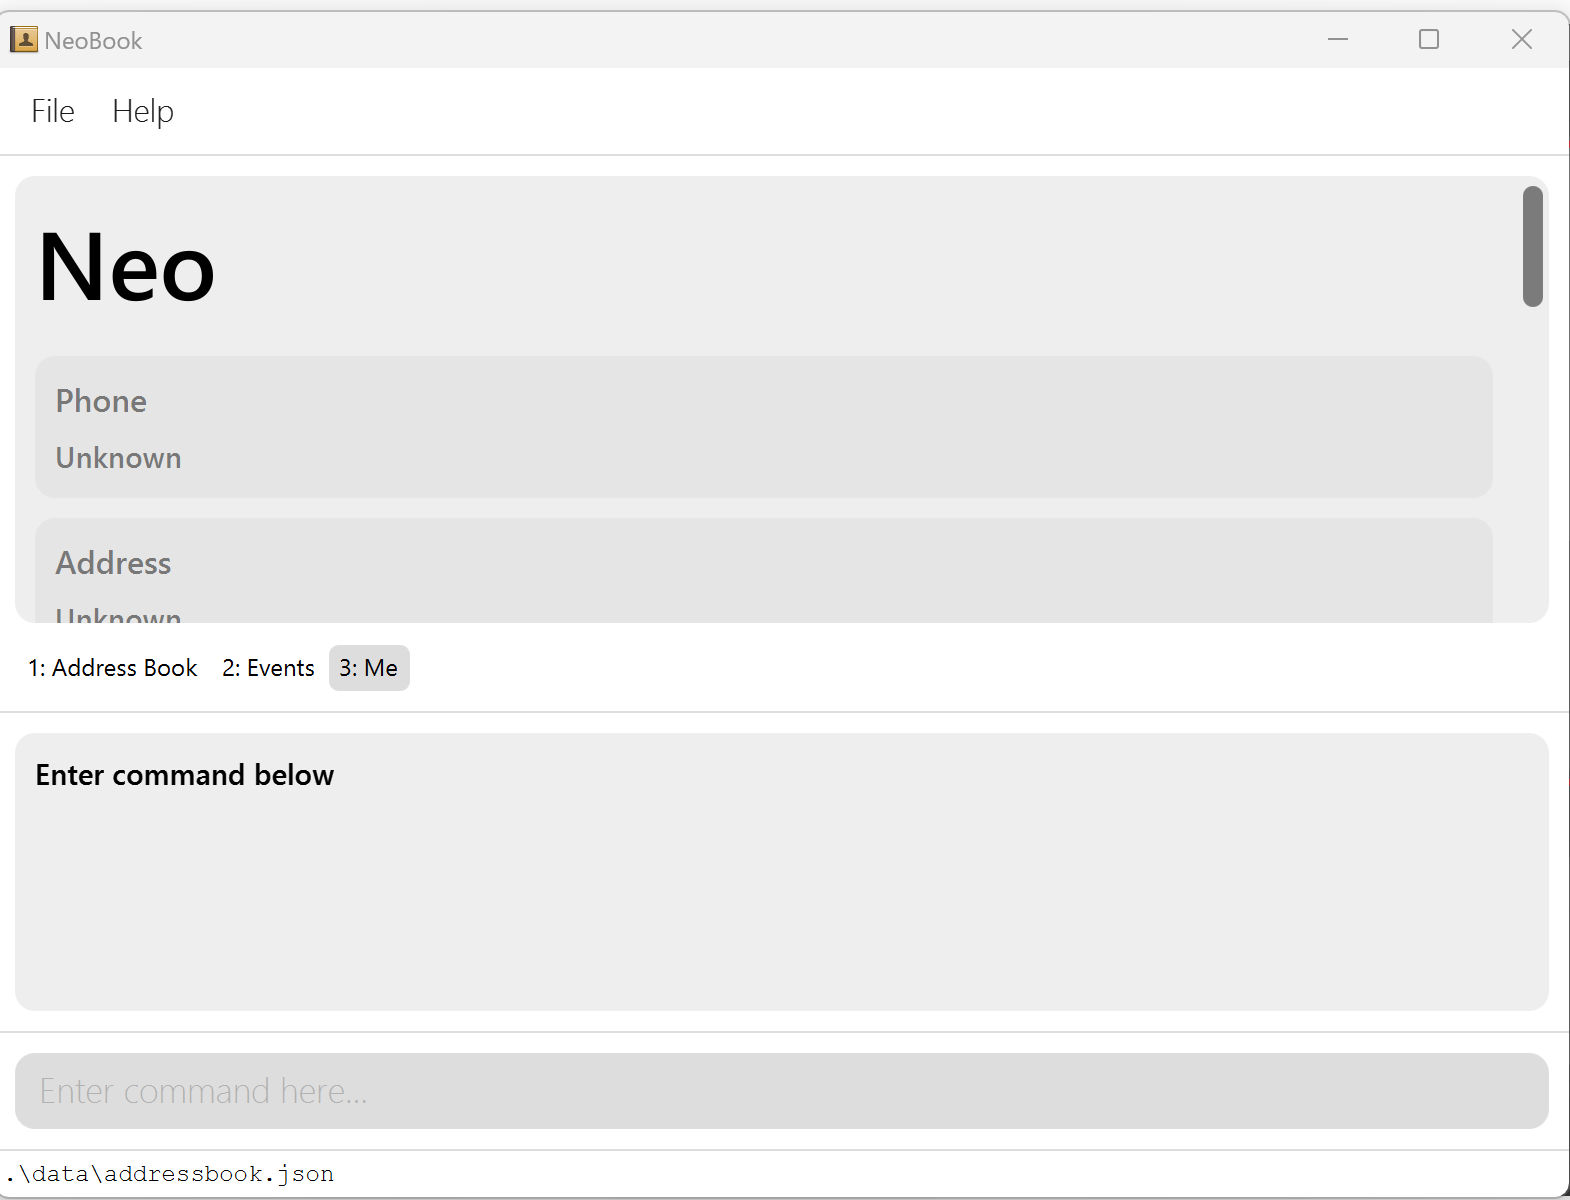 NeoBook
File Help
Neo
Phone
Unknown
Address
Unknown
1: Address Book 2: Events 3: Me
Enter command below
Enter command here...
.\data\addressbook.json